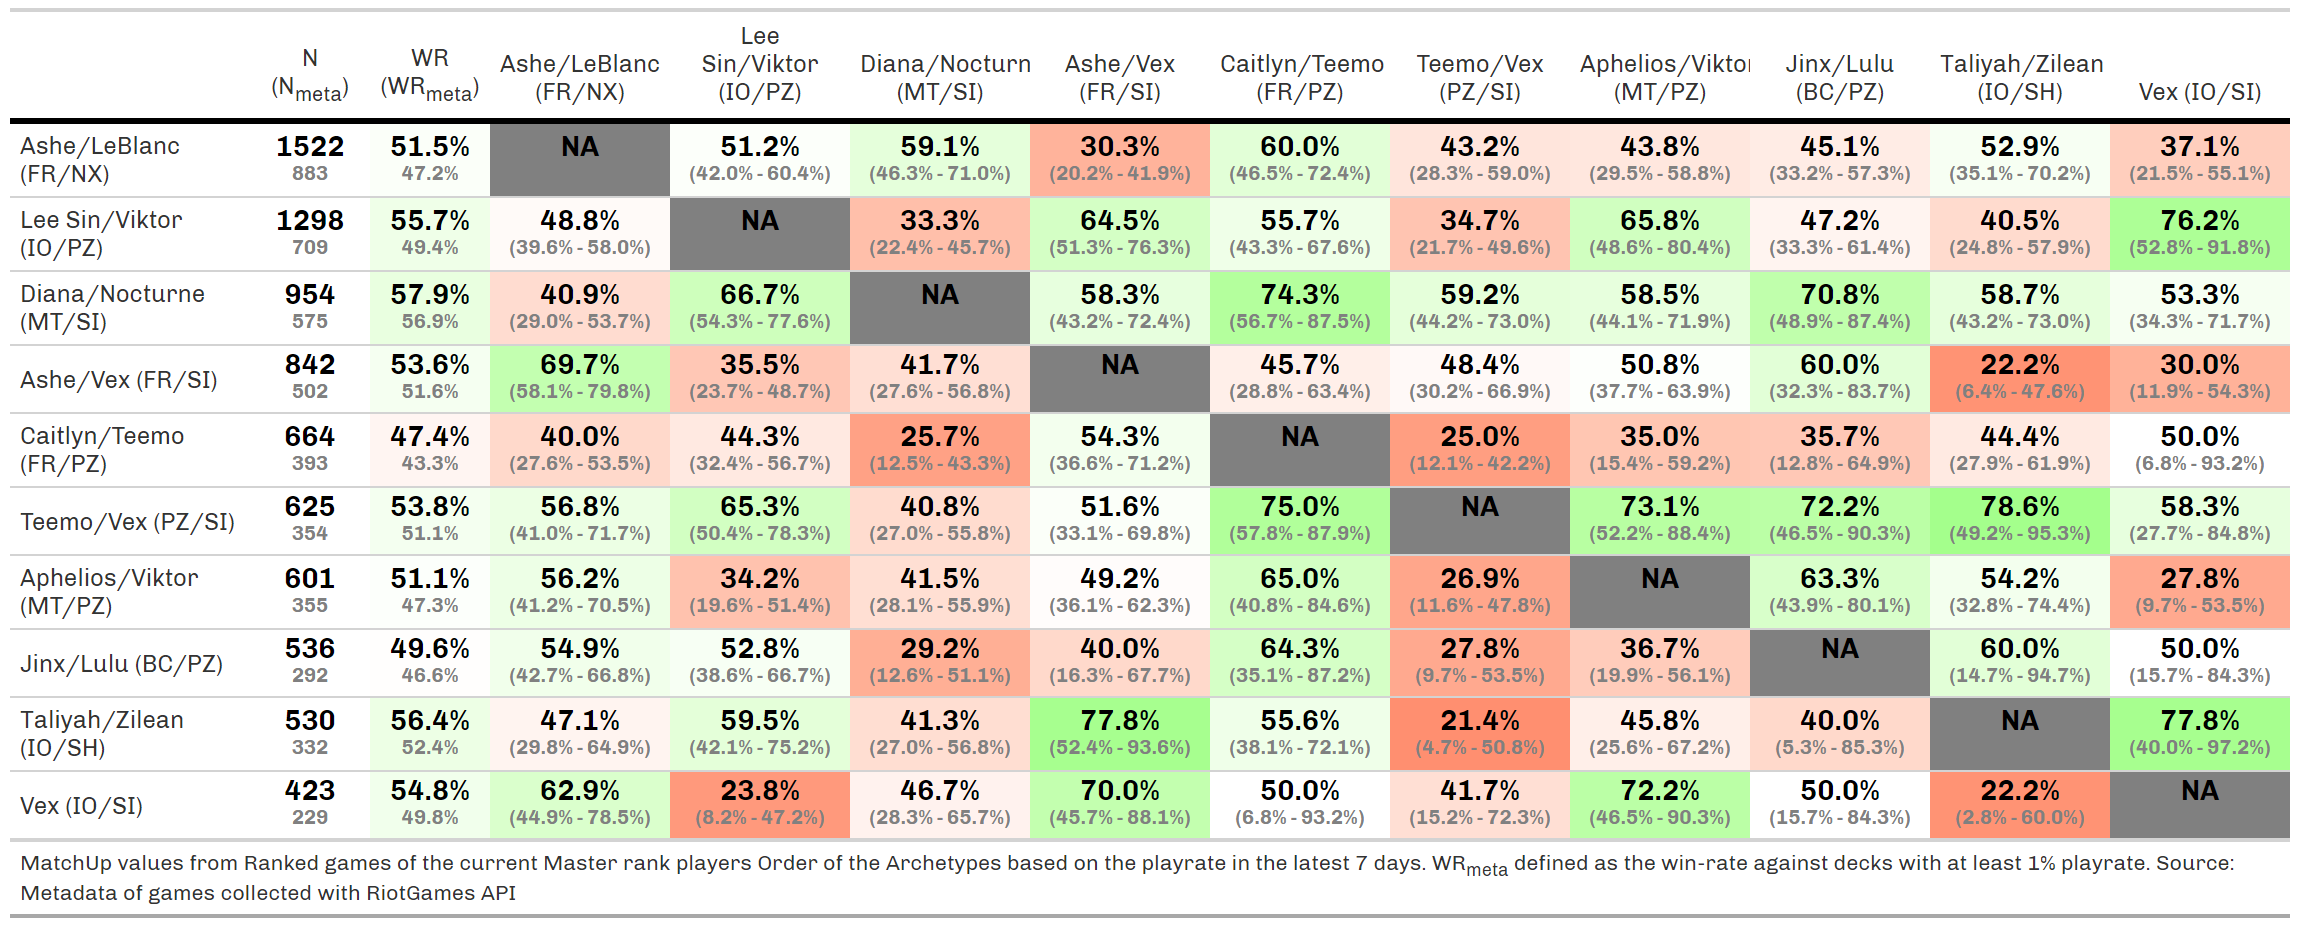 N (Nmeta) WR (WRmeta) Ashe/LeBlanc (FR/NX) Lee Sin/Viktor (IO/PZ) Diana/Nocturn (MT/SI) Ashe/Vex (FR/SI) Caitlyn/Teemo (FR/PZ) Teemo/Vex (PZ/SI) Aphelios/Viktor (MT/PZ) Jinx/Lulu (BC/PZ) Taliyah/Zilean (IO/SH) Vex (IO/SI)
Ashe/LeBlanc 1522 51.5% NA 51.2% 59.1% 30.3% 60.0% 43.2% 43.8% 45.1% 52.9% 37.1%
(FR/NX) 883 47.2% (42.0% - 60.4%) (46.3% - 71.0%) (20.2% - 41.9%) (46.5% - 72.4%) (28.3% - 59.0%) (29.5% - 58.8%) (33.2% - 57.3%) (35.1% - 70.2%) (21.5% - 55.1%)
Lee Sin/Viktor 1298 55.7% 48.8% NA 33.3% 64.5% 55.7% 34.7% 65.8% 47.2% 40.5% 76.2%
(IO/PZ) 709 49.4% (39.6% - 58.0%) (22.4% - 45.7%) (51.3% - 76.3%) (43.3% - 67.6%) (21.7% - 49.6%) (48.6% - 80.4%) (33.3% - 61.4%) (24.8% - 57.9%) (52.8% - 91.8%)
Diana/Nocturne 954 57.9% 40.9% 66.7% NA 58.3% 74.3% 59.2% 58.5% 70.8% 58.7% 53.3%
(MT/SI) 575 56.9% (29.0% - 53.7%) (54.3% - 77.6%) (43.2% - 72.4%) (56.7% - 87.5%) (44.2% - 73.0%) (44.1% - 71.9%) (48.9% - 87.4%) (43.2% - 73.0%) (34.3% - 71.7%)
Ashe/Vex (FR/SI) 842 53.6% 69.7% 35.5% 41.7% NA 45.7% 48.4% 50.8% 60.0% 22.2% 30.0%
502 51.6% (58.1% - 79.8%) (23.7% - 48.7%) (27.6% - 56.8%) (28.8% - 63.4%) (30.2% - 66.9%) (37.7% - 63.9%) (32.3% - 83.7%) (6.4% - 47.6%) (11.9% - 54.3%)
Caitlyn/Teemo 664 47.4% 40.0% 44.3% 25.7% 54.3% NA 25.0% 35.0% 35.7% 44.4% 50.0%
(FR/PZ) 393 43.3% (27.6% - 53.5%) (32.4% - 56.7%) (12.5% - 43.3%) (36.6% - 71.2%) (12.1% - 42.2%) (15.4% - 59.2%) (12.8% - 64.9%) (27.9% - 61.9%) (6.8% - 93.2%)
Teemo/Vex (PZ/SI) 625 53.8% 56.8% 65.3% 40.8% 51.6% 75.0% NA 73.1% 72.2% 78.6% 58.3%
354 51.1% (41.0% - 71.7%) (50.4% - 78.3%) (27.0% - 55.8%) (33.1% - 69.8%) (57.8% - 87.9%) (52.2% - 88.4%) (46.5% - 90.3%) (49.2% - 95.3%) (27.7% - 84.8%)
Aphelios/Viktor 601 51.1% 56.2% 34.2% 41.5% 49.2% 65.0% 26.9% NA 63.3% 54.2% 27.8%
(MT/PZ) 355 47.3% (41.2% - 70.5%) (19.6% - 51.4%) (28.1% - 55.9%) (36.1% - 62.3%) (40.8% - 84.6%) (11.6% - 47.8%) (43.9% - 80.1%) (32.8% - 74.4%) (9.7% - 53.5%)
Jinx/Lulu (BC/PZ) 536 49.6% 54.9% 52.8% 29.2% 40.0% 64.3% 27.8% 36.7% NA 60.0% 50.0%
292 46.6% (42.7% - 66.8%) (38.6% - 66.7%) (12.6% - 51.1%) (16.3% - 67.7%) (35.1% - 87.2%) (9.7% - 53.5%) (19.9% - 56.1%) (14.7% - 94.7%) (15.7% - 84.3%)
Taliyah/Zilean 530 56.4% 47.1% 59.5% 41.3% 77.8% 55.6% 21.4% 45.8% 40.0% NA 77.8%
(IO/SH) 332 52.4% (29.8% - 64.9%) (42.1% - 75.2%) (27.0% - 56.8%) (52.4% - 93.6%) (38.1% - 72.1%) (4.7% - 50.8%) (25.6% - 67.2%) (5.3% - 85.3%) (40.0% - 97.2%)
Vex (IO/SI) 423 54.8% 62.9% 23.8% 46.7% 70.0% 50.0% 41.7% 72.2% 50.0% 22.2% NA
229 49.8% (44.9% - 78.5%) (8.2% - 47.2%) (28.3% - 65.7%) (45.7% - 88.1%) (6.8% - 93.2%) (15.2% - 72.3%) (46.5% - 90.3%) (15.7% - 84.3%) (2.8% - 60.0%)
MatchUp values from Ranked games of the current Master rank players Order of the Archetypes based on the playrate in the latest 7 days. WRmeta defined as the win-rate against decks with at least 1% playrate. Source:
Metadata of games collected with RiotGames API